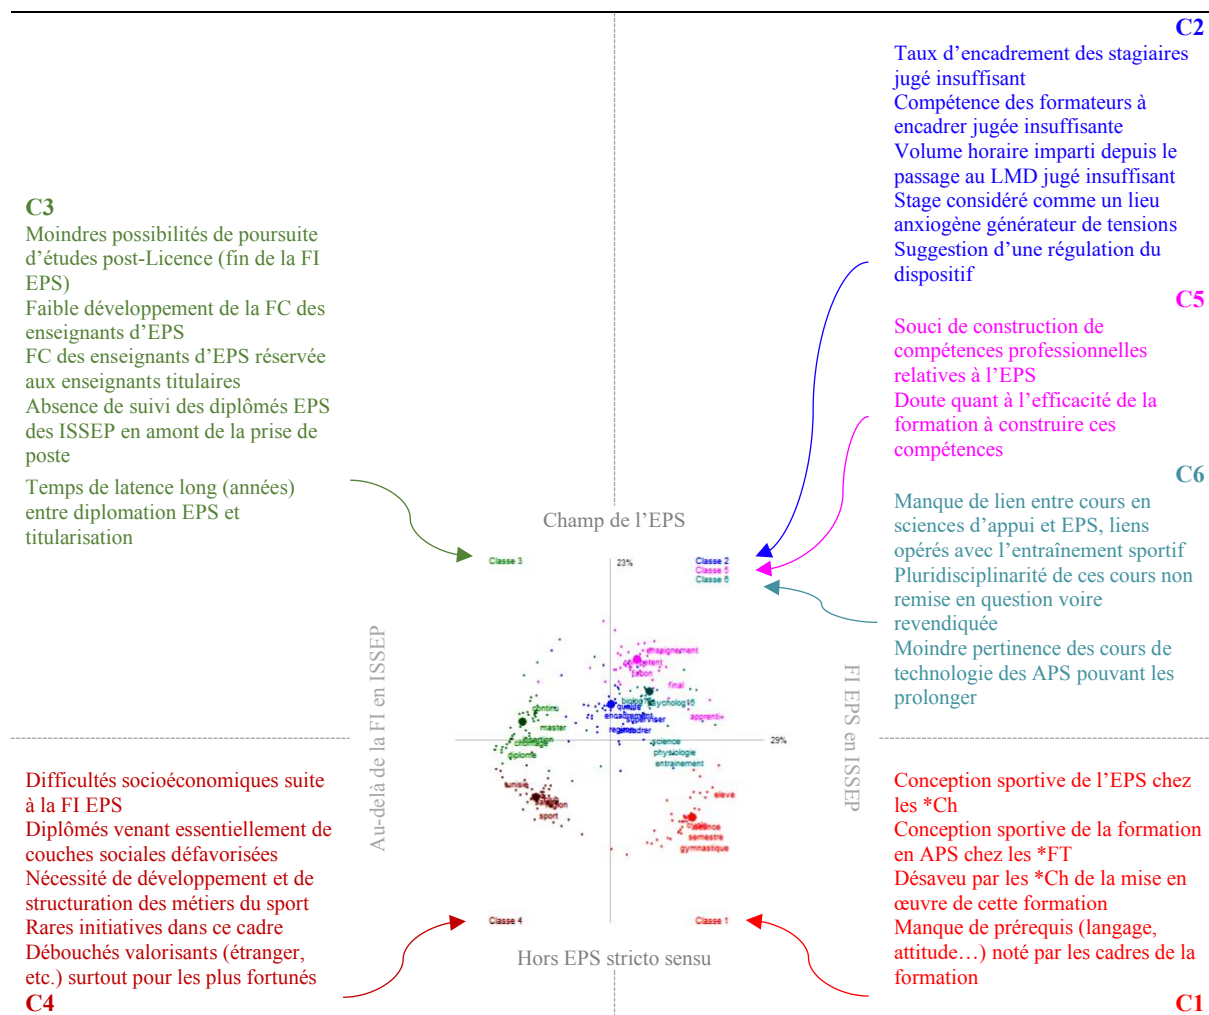 C2
Taux d’encadrement des stagiaires
jugé insuffisant
Compétence des formateurs à
encadrer jugée insuffisante
Volume horaire imparti depuis le
passage au LMD jugé insuffisant
Stage considéré comme un lieu
anxiogène générateur de tensions
Suggestion d’une régulation du
dispositif
C5
Souci de construction de
compétences professionnelles
relatives à l’EPS
Doute quant à l’efficacité de la
formation à construire ces
compétences
C6
Manque de lien entre cours en
sciences d’appui et EPS, liens
opérés avec l’entraînement sportif
Pluridisciplinarité de ces cours non
remise en question voire
revendiquée
Moindre pertinence des cours de
technologie des APS pouvant les
prolonger
C3
Moindres possibilités de poursuite
d’études post-Licence (fin de la FI
EPS)
Faible développement de la FC des
enseignants d’EPS
FC des enseignants d’EPS réservée
aux enseignants titulaires
Absence de suivi des diplômés EPS
des ISSEP en amont de la prise de
poste
Temps de latence long (années)
entre diplomation EPS et
titularisation
Champ de l’EPS
Classe 3
23%
Classe 2
Classe 5
Classe 6
Au-delà de la FI en ISSEP
FI EPS en ISSEP
enseignement
final
apprenti+
continu
master
chomage
diplome
encadrement
superviser
29%
science
physiologie
entrainement
tunisie
region
sport
eleve
semestre
gymnastique
Classe 4
Classe 1
Hors EPS stricto sensu
Difficultés socioéconomiques suite
à la FI EPS
Diplômés venant essentiellement de
couches sociales défavorisées
Nécessité de développement et de
structuration des métiers du sport
Rares initiatives dans ce cadre
Débouchés valorisants (étranger,
etc.) surtout pour les plus fortunés
C4
Conception sportive de l’EPS chez
les *Ch
Conception sportive de la formation
en APS chez les *FT
Désaveu par les *Ch de la mise en
œuvre de cette formation
Manque de prérequis (langage,
attitude…) noté par les cadres de la
formation
C1